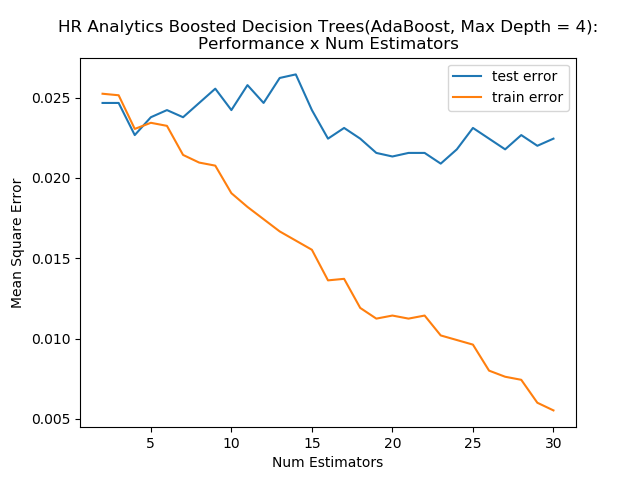 HR Analytics Boosted Decision Trees(AdaBoost, Max Depth = 4):
Performance x Num Estimators
test error
train error
0.025
0.020
0.015
0.010
0.005
Mean Square Error
5 10 15 20 25 30
Num Estimators